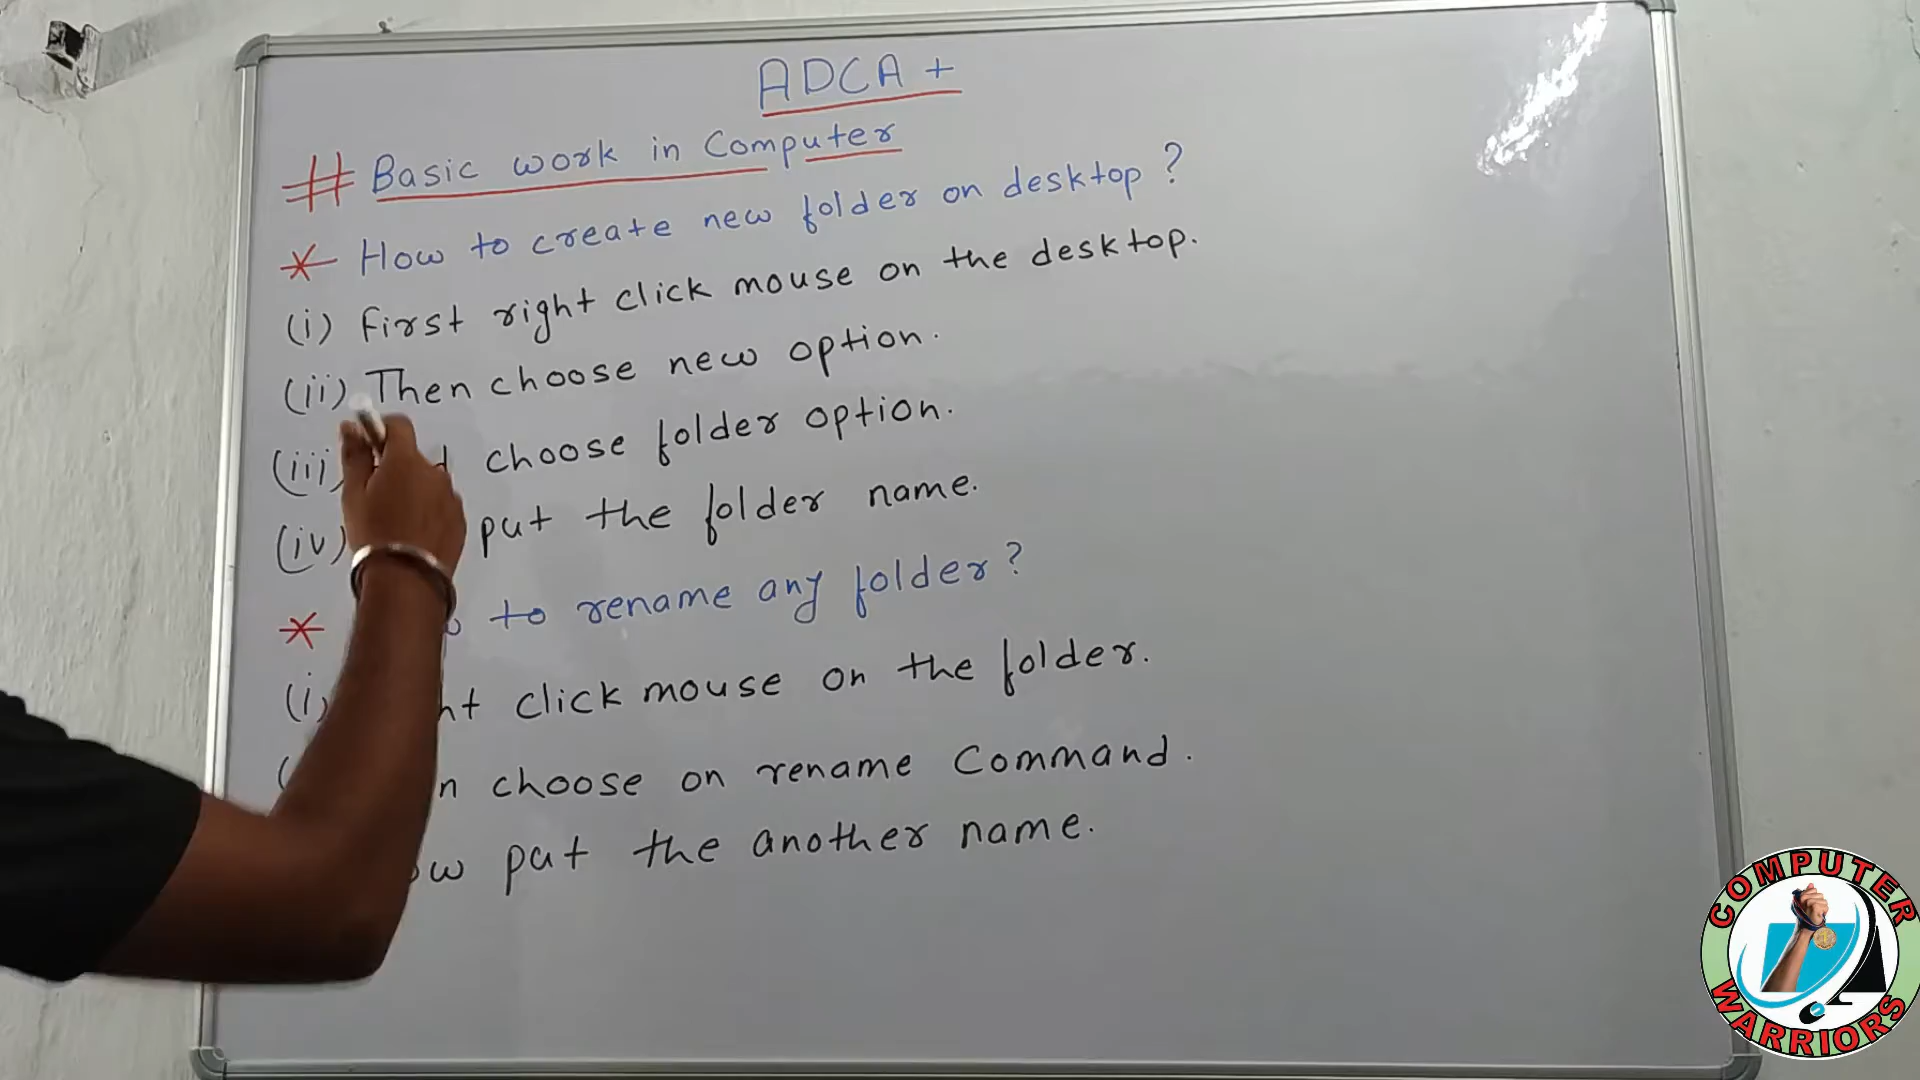 ADCA +
# Basic work in Computer
* How to create new folder on desktop ?
(i) First right click mouse on the desktop.
(ii) Then choose new option.
(iii) choose folder option.
(iv) put the folder name.
* to rename any folder ?
(i) click mouse on the folder.
choose on rename Command.
put the another name.
COMPUTER
WARRIORS